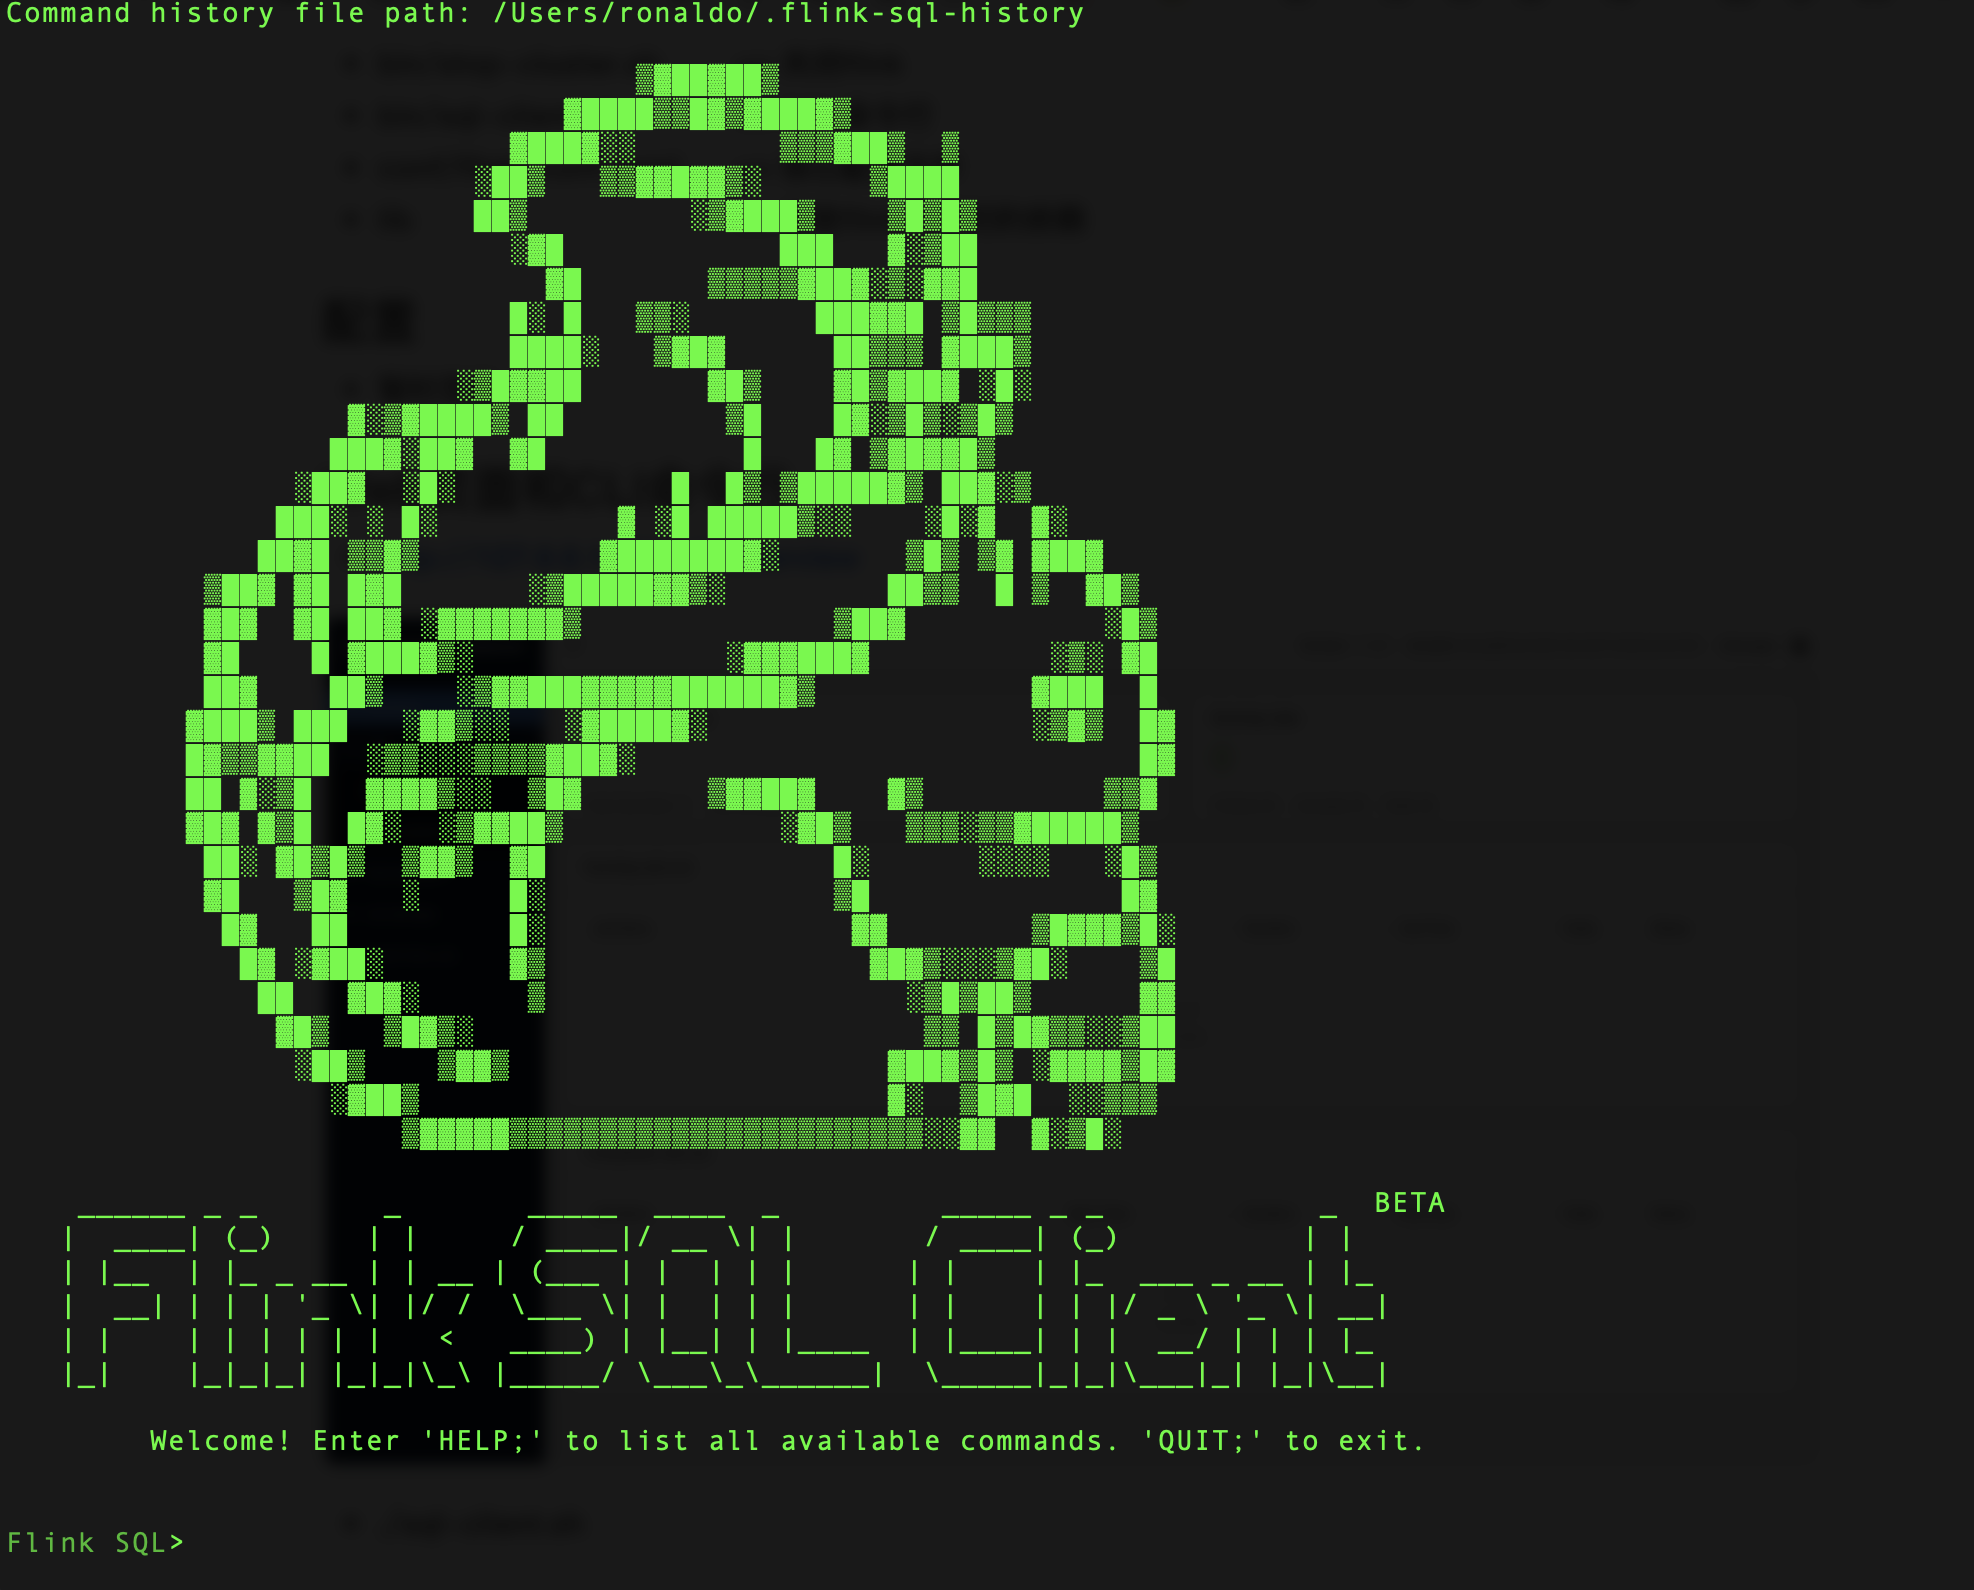 Command history file path: /Users/ronaldo/.flink-sql-history
BETA
Flink SQL Client
Welcome! Enter 'HELP;' to list all available commands. 'QUIT;' to exit.
Flink SQL>